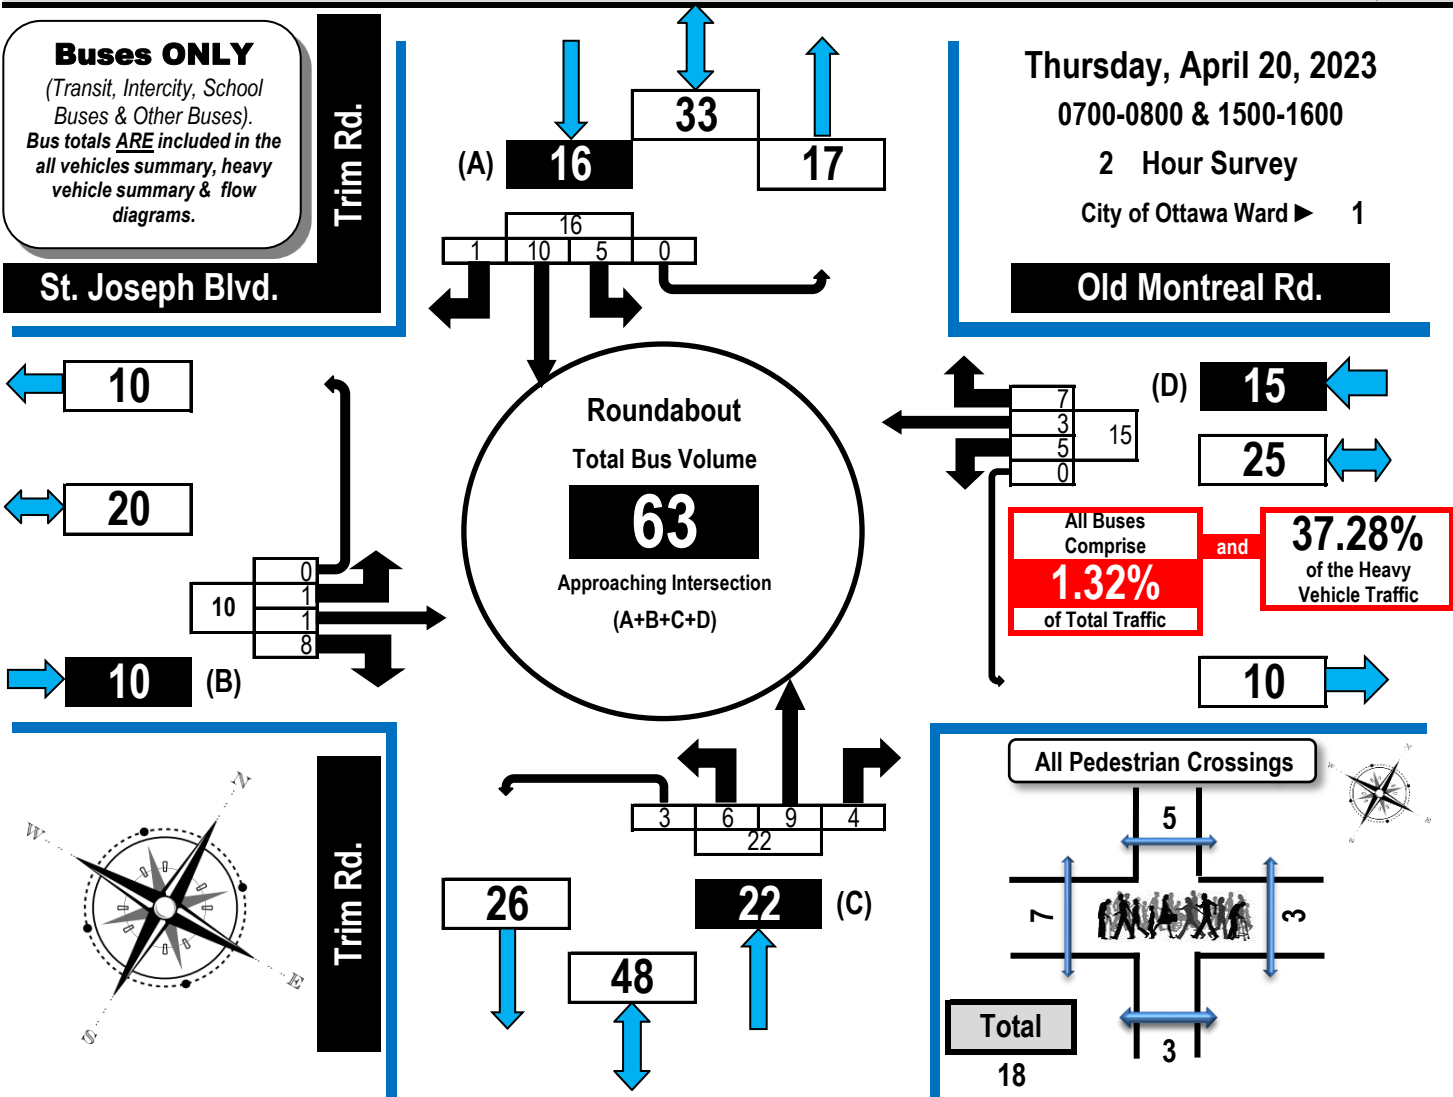 Buses ONLY
(Transit, Intercity, School
Buses & Other Buses).
Bus totals ARE included in the
all vehicles summary, heavy
vehicle summary & flow
diagrams.
Trim Rd.
St. Joseph Blvd.
33
(A)
16
17
16
1
10
5
0
Thursday, April 20, 2023
0700-0800 & 1500-1600
2 Hour Survey
City of Ottawa Ward ► 1
Old Montreal Rd.
10
20
0
1
1
8
10
10
(B)
Roundabout
Total Bus Volume
63
Approaching Intersection
(A+B+C+D)
7
3
5
0
15
(D)
15
25
All Buses
Comprise
1.32%
of Total Traffic
and
37.28%
of the Heavy
Vehicle Traffic
10
N
W
E
S
Trim Rd.
3
6
9
4
22
26
22
(C)
48
All Pedestrian Crossings
N
W
E
S
5
7
3
3
Total
18